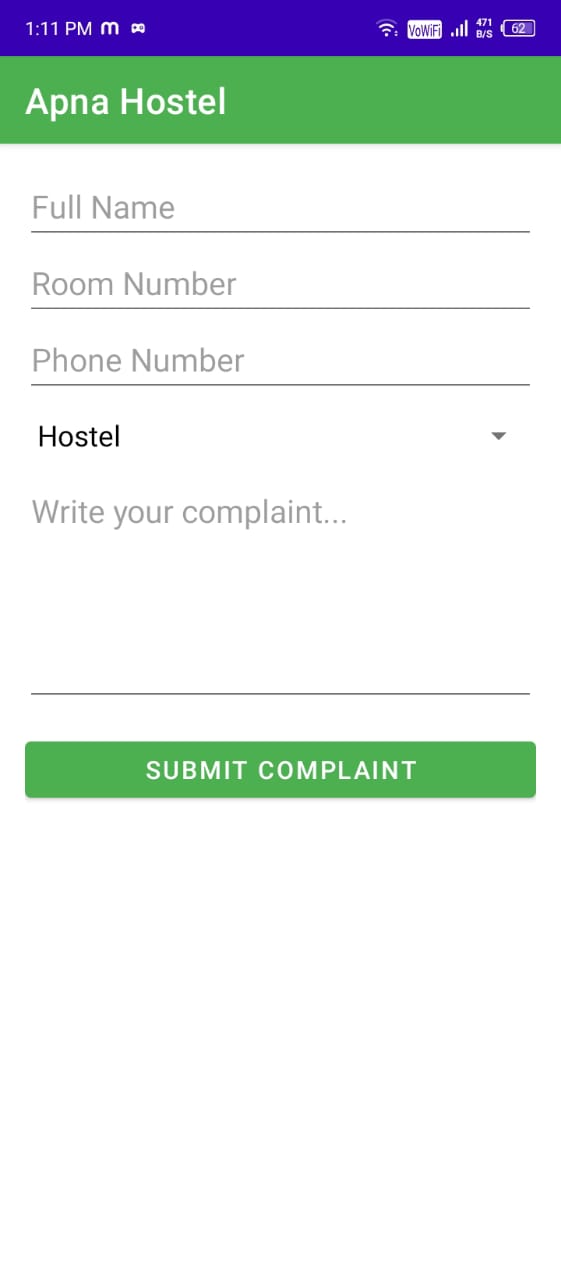 1:11 PM m
VoWiFi 471 B/S 62
Apna Hostel
Full Name
Room Number
Phone Number
Hostel
Write your complaint...
SUBMIT COMPLAINT